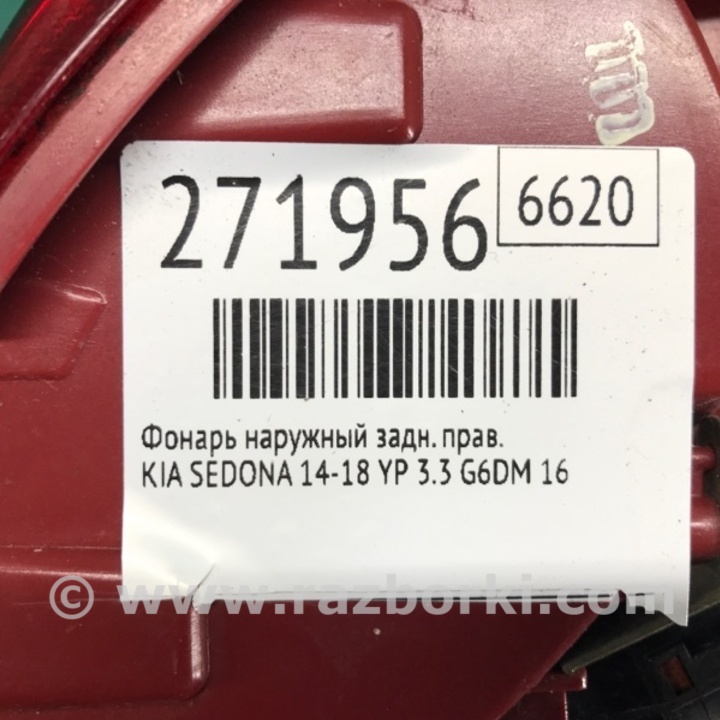 271956
6620
Фонарь наружный задн. прав.
KIA SEDONA 14-18 YP 3.3 G6DM 16
© www.razborki.com